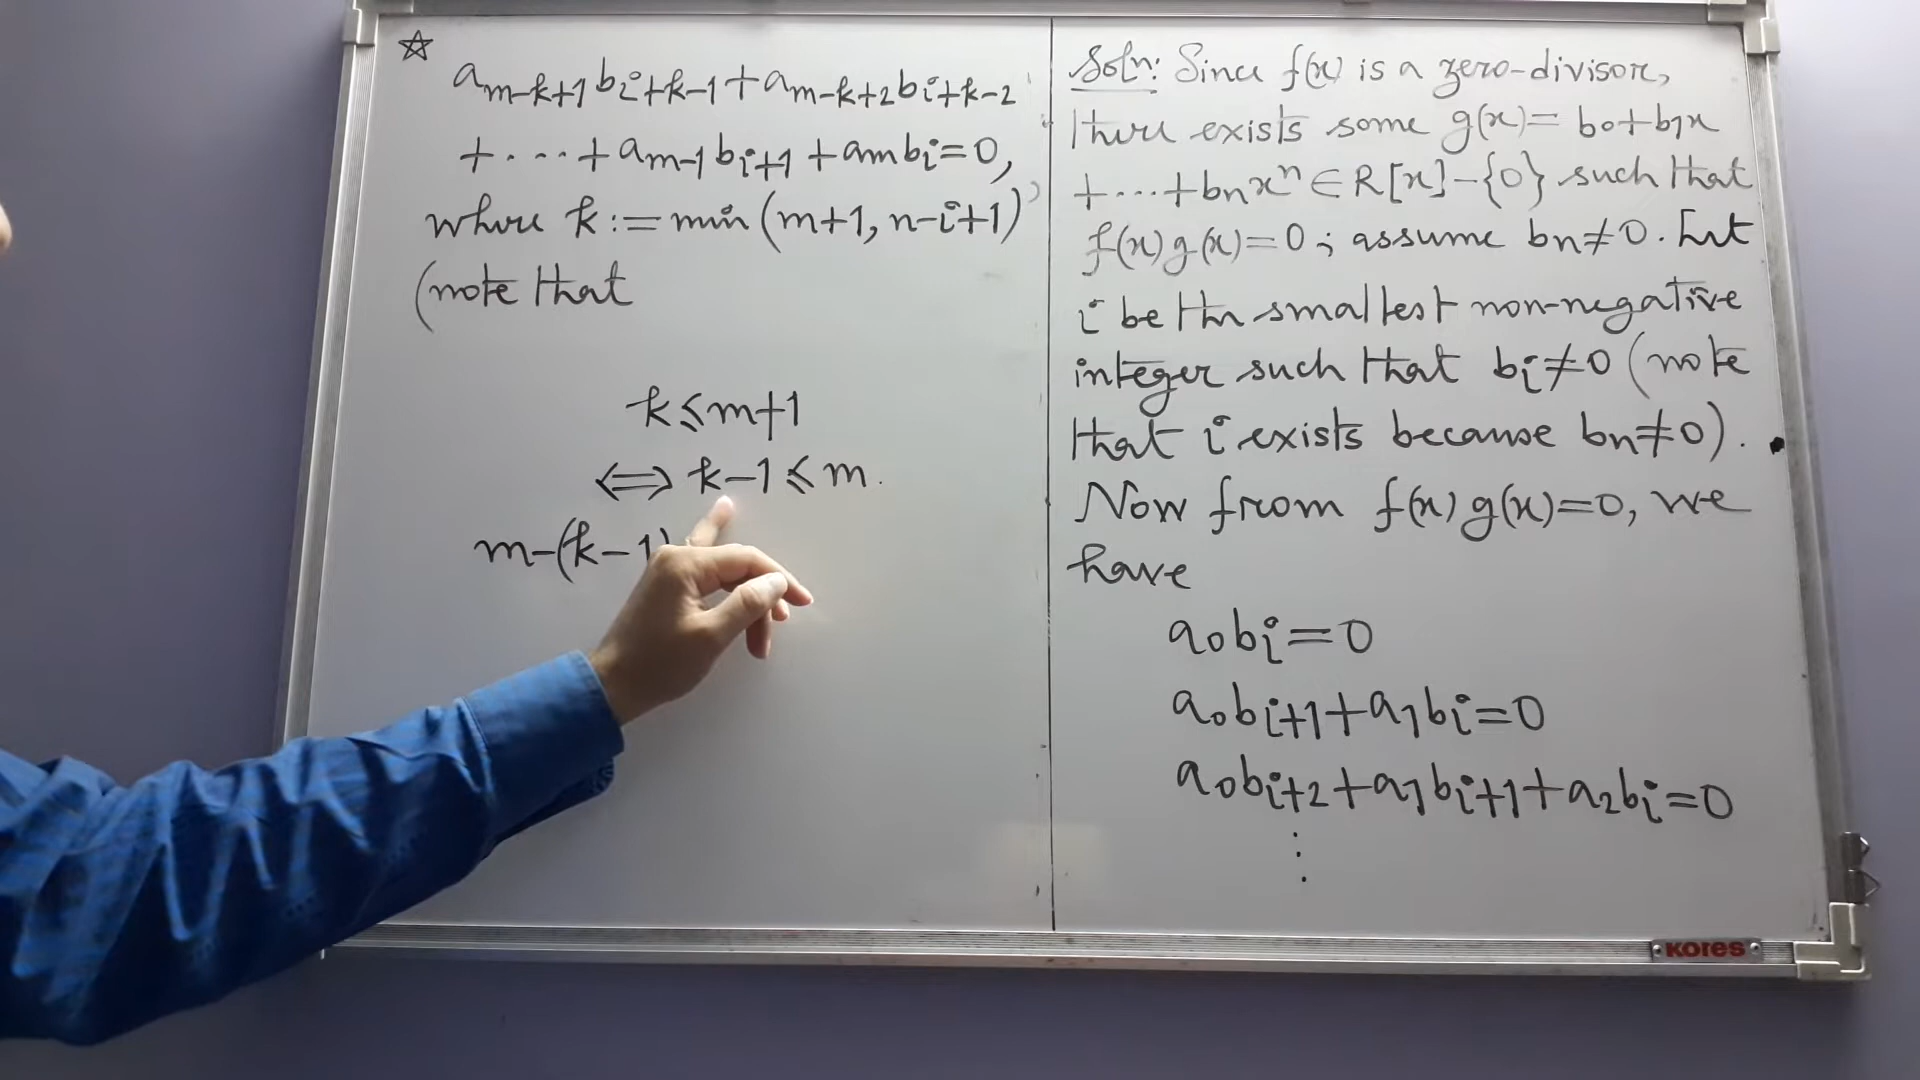 ☆ a_{m-k+1}b_{i+k-1}+a_{m-k+2}b_{i+k-2}
+···+a_{m-1}b_{i+1}+a_m b_i=0,
where k:=min(m+1, n-i+1)
(note that
k≤m+1
⇔ k-1≤m.
m-(k-1)
Soln: Since f(x) is a zero-divisor,
there exists some g(x)= b_0+b_1x
+···+b_nx^n∈R[x]-{0} such that
f(x)g(x)=0; assume b_n≠0. Let
i be the smallest non-negative
integer such that b_i≠0 (note
that i exists because b_n≠0).
Now from f(x)g(x)=0, we
have
a_0b_i=0
a_0b_{i+1}+a_1b_i=0
a_0b_{i+2}+a_1b_{i+1}+a_2b_i=0
⋮
KORES